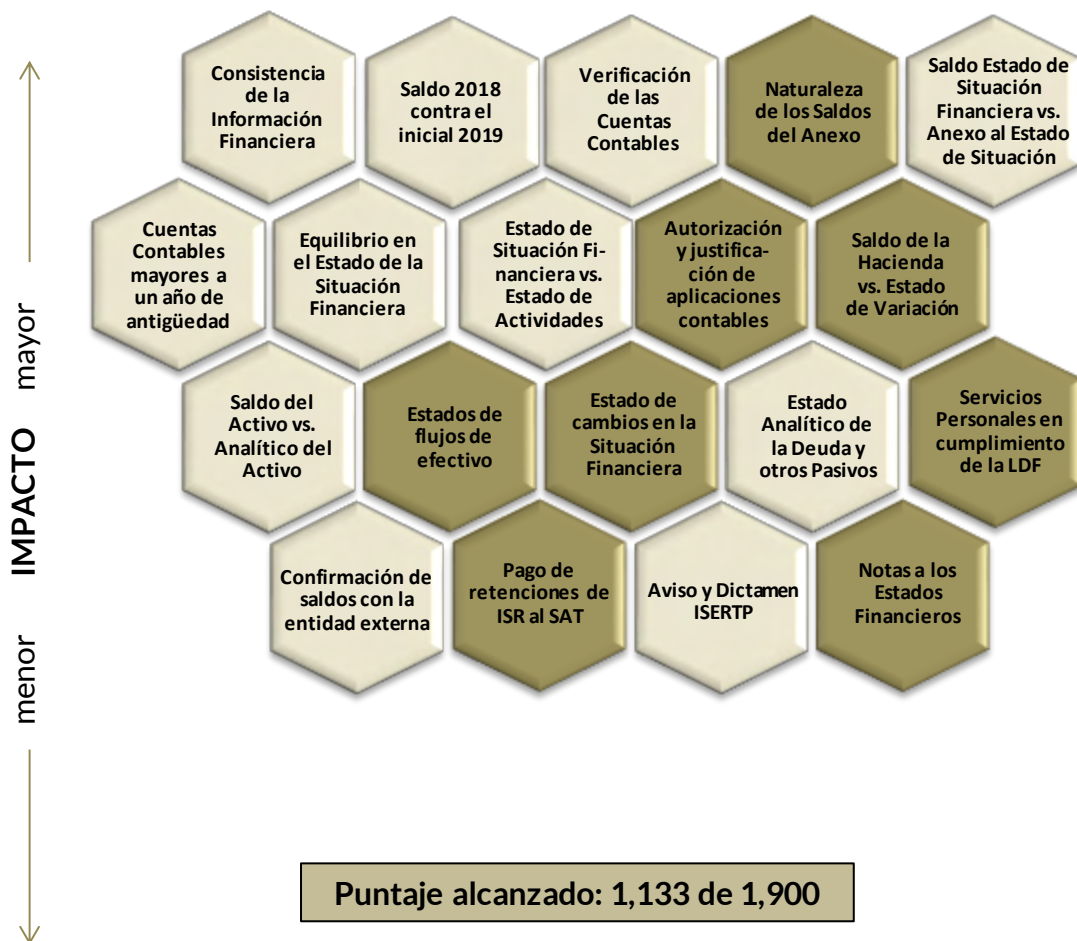 Consistencia
de la
Información
Financiera
Saldo 2018
contra el
inicial 2019
Verificación
de las
Cuentas
Contables
Naturaleza
de los Saldos
del Anexo
Saldo Estado de
Situación
Financiera vs.
Anexo al Estado
de Situación
Cuentas
Contables
mayores a
un año de
antigüedad
Equilibrio en
el Estado de la
Situación
Financiera
Estado de
Situación Fi-
nanciera vs.
Estado de
Actividades
Autorización
y justifica-
ción de
aplicaciones
contables
Saldo de la
Hacienda
vs. Estado
de Variación
Saldo del
Activo vs.
Analítico del
Activo
Estados de
flujos de
efectivo
Estado de
cambios en la
Situación
Financiera
Estado
Analítico de
la Deuda y
otros Pasivos
Servicios
Personales en
cumplimiento
de la LDF
Confirmación de
saldos con la
entidad externa
Pago de
retenciones de
ISR al SAT
Aviso y Dictamen
ISERTP
Notas a los
Estados
Financieros
menor IMPACTO mayor
Puntaje alcanzado: 1,133 de 1,900